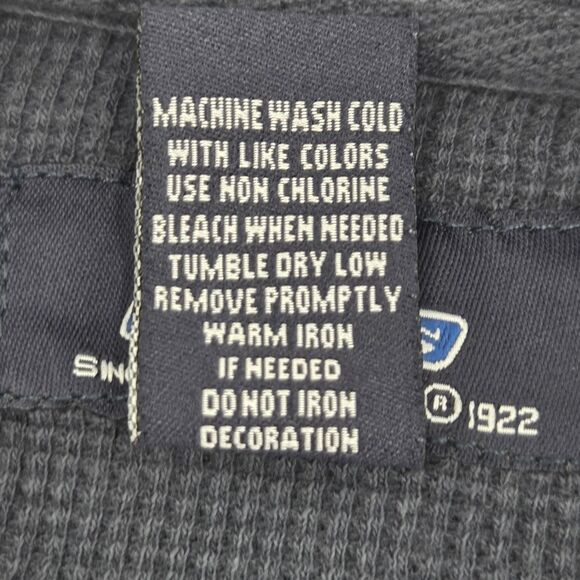 MACHINE WASH COLD
WITH LIKE COLORS
USE NON CHLORINE
BLEACH WHEN NEEDED
TUMBLE DRY LOW
REMOVE PROMPTLY
WARM IRON
IF NEEDED
DO NOT IRON
DECORATION
® 1922